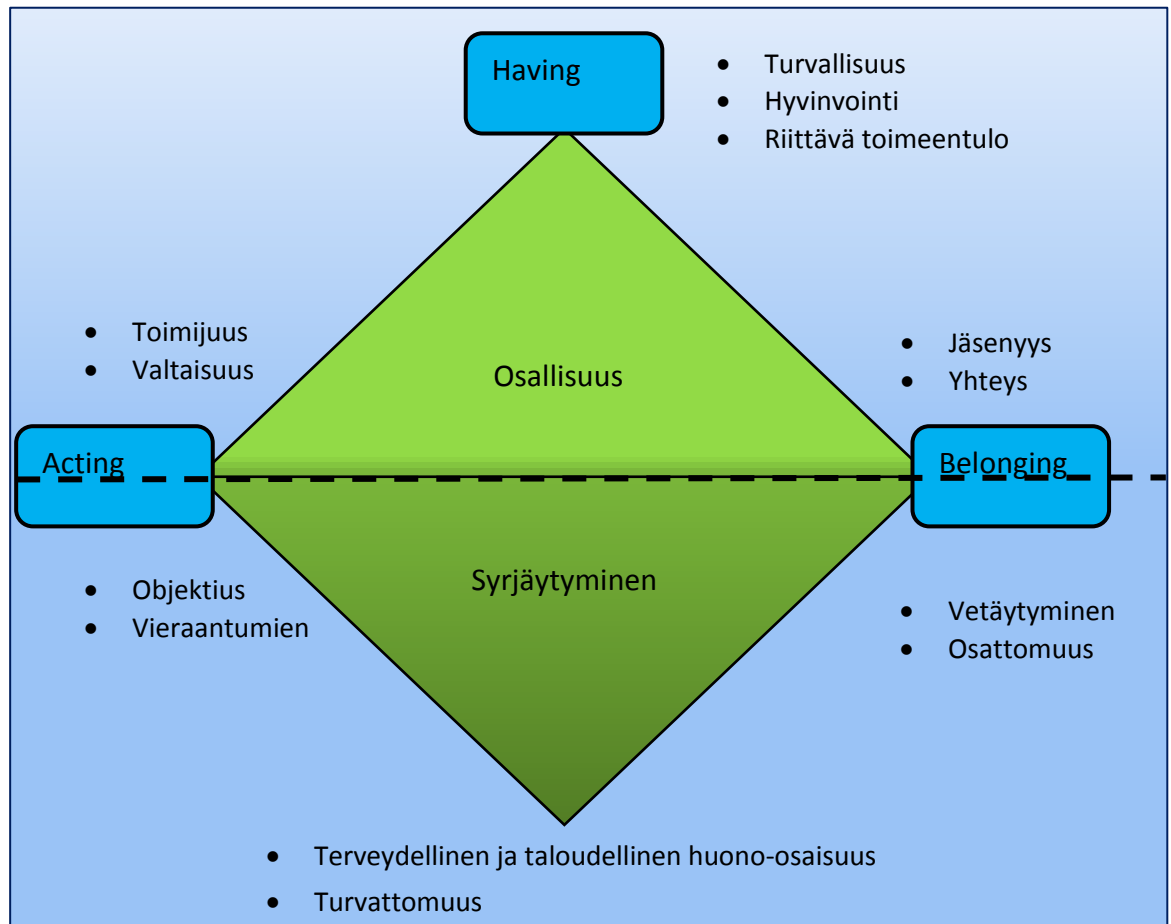 Having
• Turvallisuus
• Hyvinvointi
• Riittävä toimeentulo
• Toimijuus
• Valtaisuus
Osallisuus
• Jäsenyys
• Yhteys
Acting
Belonging
• Objektius
• Vieraantumien
Syrjäytyminen
• Vetäytyminen
• Osattomuus
• Terveydellinen ja taloudellinen huono-osaisuus
• Turvattomuus